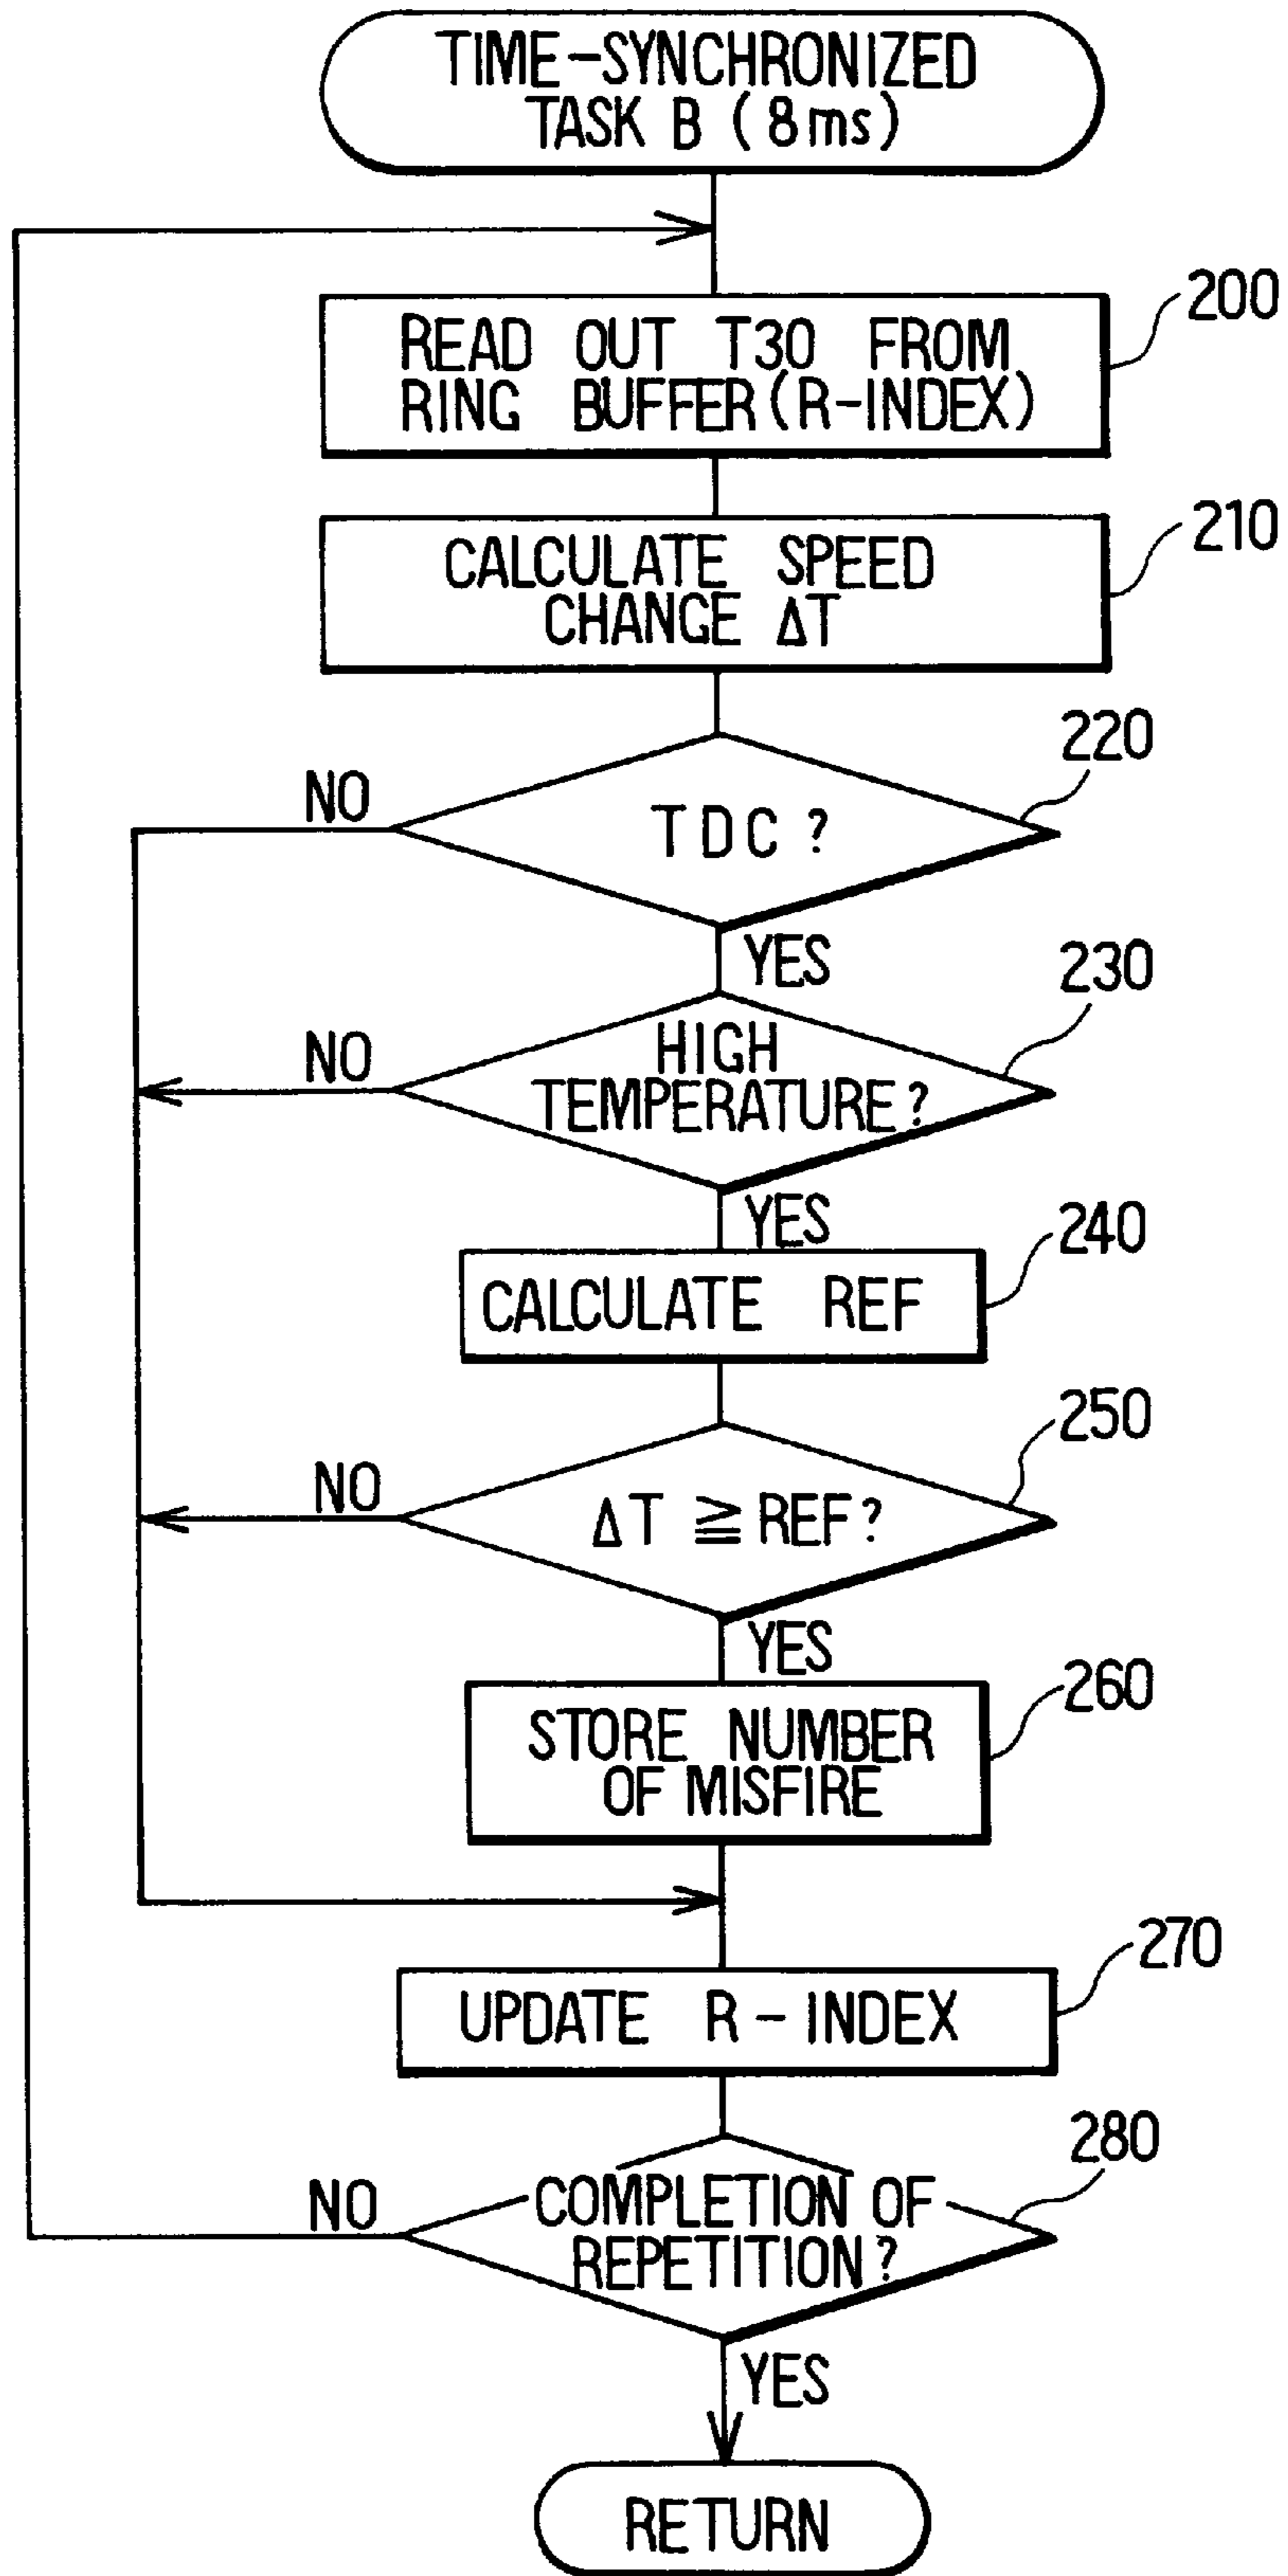 TIME-SYNCHRONIZED
TASK B (8ms)
200
READ OUT T30 FROM
RING BUFFER(R-INDEX)
210
CALCULATE SPEED
CHANGE ΔT
220
NO
TDC?
YES
230
NO
HIGH
TEMPERATURE?
YES
240
CALCULATE REF
250
NO
ΔT ≧ REF?
YES
260
STORE NUMBER
OF MISFIRE
270
UPDATE R-INDEX
280
NO
COMPLETION OF
REPETITION?
YES
RETURN